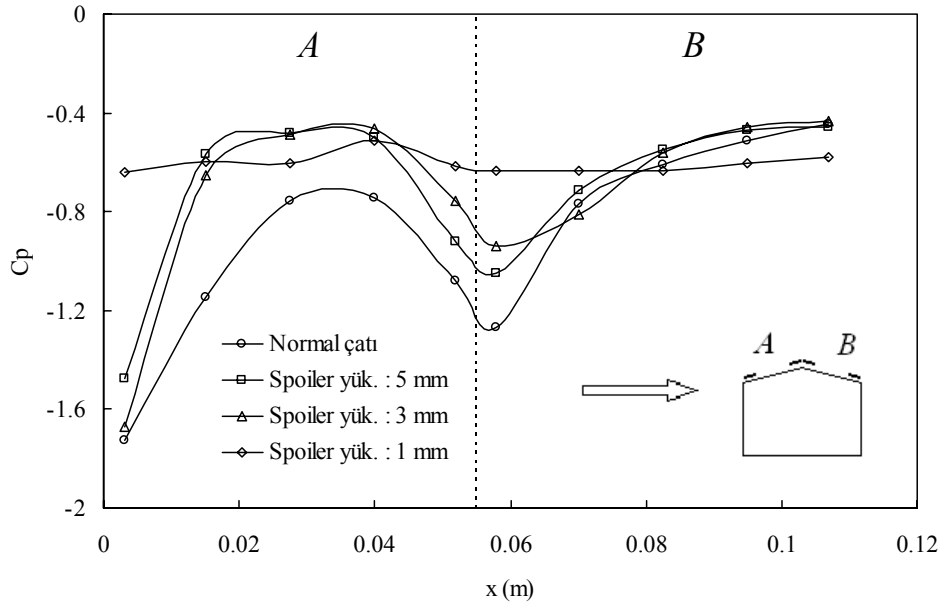 0
A
B
-0.4
-0.8
Cp
-1.2
-1.6
-2
Normal çatı
Spoiler yük. : 5 mm
Spoiler yük. : 3 mm
Spoiler yük. : 1 mm
A B
0 0.02 0.04 0.06 0.08 0.1 0.12
x (m)